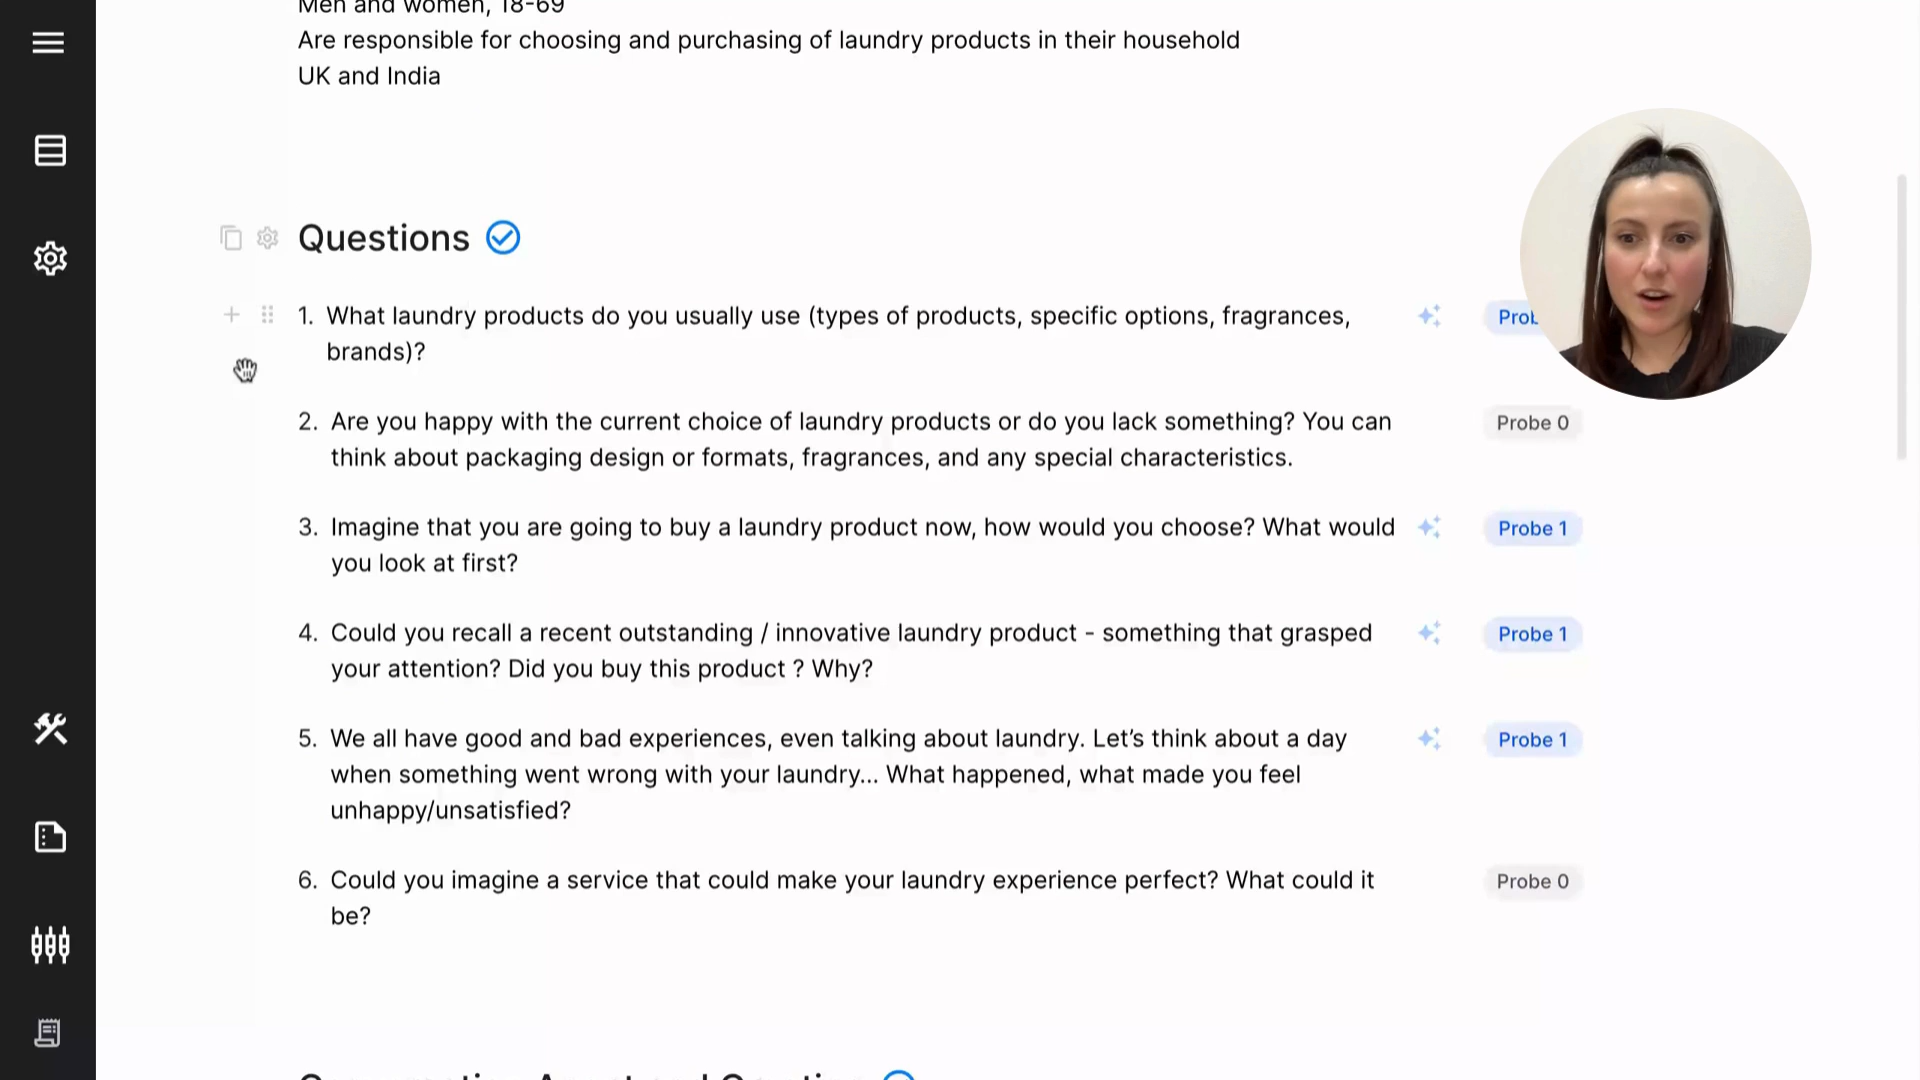 Men and women, 18-69
Are responsible for choosing and purchasing of laundry products in their household
UK and India
Questions
1. What laundry products do you usually use (types of products, specific options, fragrances,
brands)?
2. Are you happy with the current choice of laundry products or do you lack something? You can
think about packaging design or formats, fragrances, and any special characteristics.
Probe 0
3. Imagine that you are going to buy a laundry product now, how would you choose? What would
you look at first?
Probe 1
4. Could you recall a recent outstanding / innovative laundry product - something that grasped
your attention? Did you buy this product ? Why?
Probe 1
5. We all have good and bad experiences, even talking about laundry. Let’s think about a day
when something went wrong with your laundry... What happened, what made you feel
unhappy/unsatisfied?
Probe 1
6. Could you imagine a service that could make your laundry experience perfect? What could it
be?
Probe 0